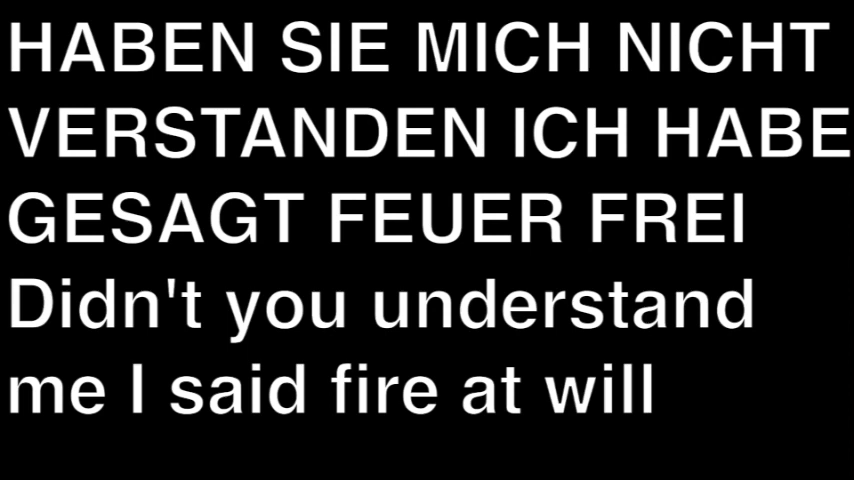 HABEN SIE MICH NICHT
VERSTANDEN ICH HABE
GESAGT FEUER FREI
Didn't you understand
me I said fire at will